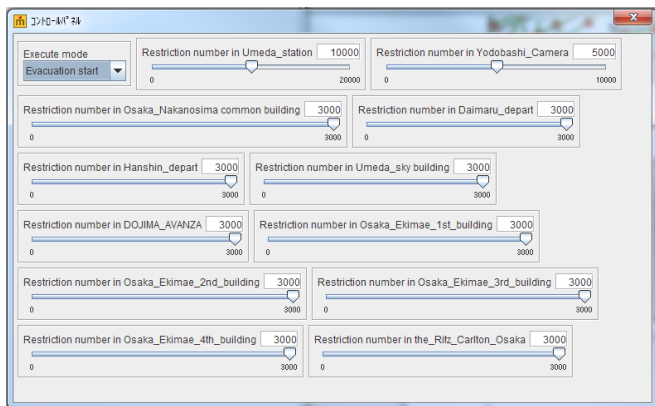 コントロールパネル
Execute mode
Evacuation start
Restriction number in Umeda_station 10000
0 20000
Restriction number in Yodobashi_Camera 5000
0 10000
Restriction number in Osaka_Nakanosima common building 3000
0 3000
Restriction number in Daimaru_depart 3000
0 3000
Restriction number in Hanshin_depart 3000
0 3000
Restriction number in Umeda_sky building 3000
0 3000
Restriction number in DOJIMA_AVANZA 3000
0 3000
Restriction number in Osaka_Ekimae_1st_building 3000
0 3000
Restriction number in Osaka_Ekimae_2nd_building 3000
0 3000
Restriction number in Osaka_Ekimae_3rd_building 3000
0 3000
Restriction number in Osaka_Ekimae_4th_building 3000
0 3000
Restriction number in the_Ritz_Carlton_Osaka 3000
0 3000